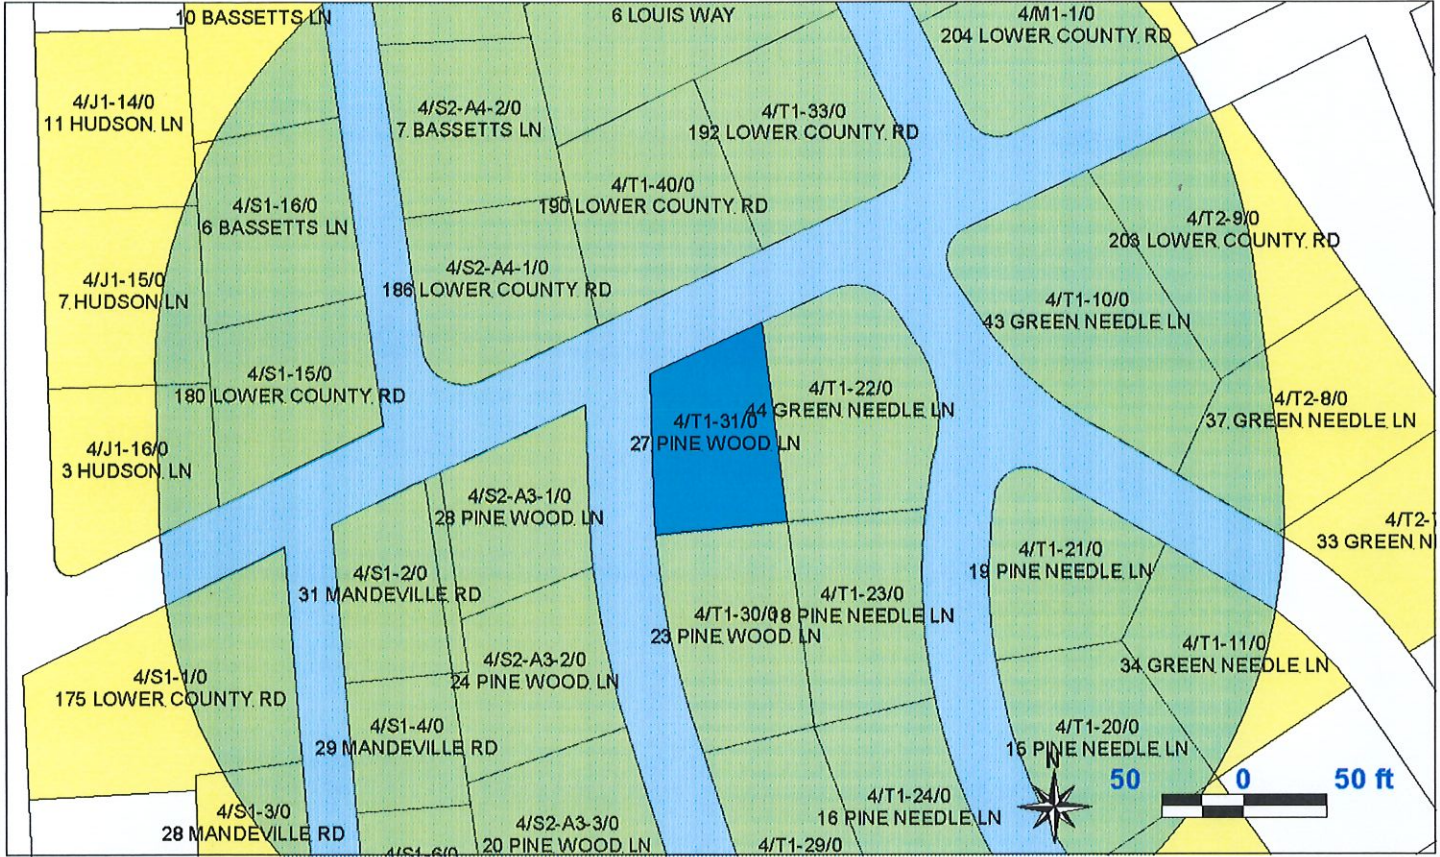 10 BASSETTS LN
6 LOUIS WAY
4/M1-1/0
204 LOWER COUNTY RD
4/J1-14/0
11 HUDSON LN
4/S2-A4-2/0
7 BASSETTS LN
4/T1-33/0
192 LOWER COUNTY RD
4/S1-16/0
6 BASSETTS LN
4/T1-40/0
190 LOWER COUNTY RD
4/T2-9/0
203 LOWER COUNTY RD
4/J1-15/0
7 HUDSON LN
4/S2-A4-1/0
186 LOWER COUNTY RD
4/T1-10/0
43 GREEN NEEDLE LN
4/S1-15/0
180 LOWER COUNTY RD
4/T1-22/0
44 GREEN NEEDLE LN
4/T2-8/0
37 GREEN NEEDLE LN
4/T1-31/0
27 PINE WOOD LN
4/J1-16/0
3 HUDSON LN
4/S2-A3-1/0
28 PINE WOOD LN
4/T2-7
33 GREEN N
4/S1-2/0
31 MANDEVILLE RD
4/T1-21/0
19 PINE NEEDLE LN
4/T1-30/0
23 PINE WOOD LN
4/T1-23/0
18 PINE NEEDLE LN
4/T1-11/0
34 GREEN NEEDLE LN
4/S2-A3-2/0
24 PINE WOOD LN
4/S1-1/0
175 LOWER COUNTY RD
4/S1-4/0
29 MANDEVILLE RD
4/T1-20/0
15 PINE NEEDLE LN
N
50 0 50 ft
4/T1-24/0
16 PINE NEEDLE LN
4/S1-3/0
28 MANDEVILLE RD
4/S2-A3-3/0
20 PINE WOOD LN
4/T1-29/0
4/S1-6/0